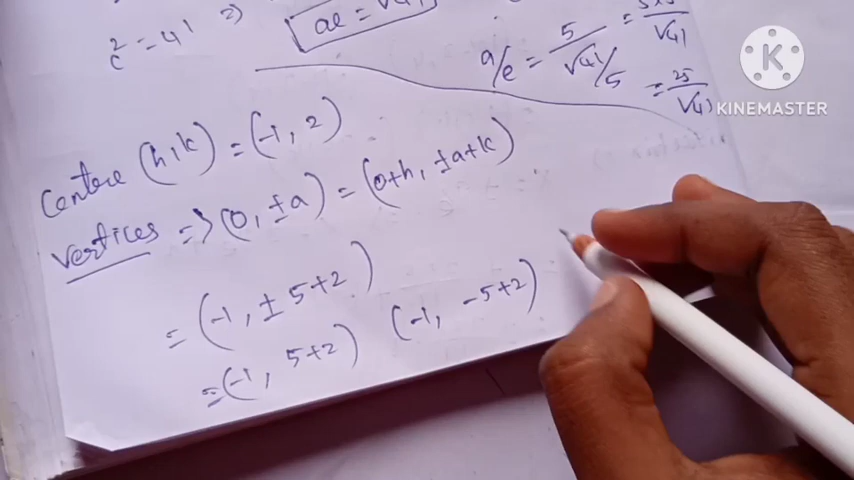 c² = 41 ⇒
ae = √41
a/e = 5 / √41/5 = 5×5/√41
= 25/√41
KINEMASTER
Centere (h,k) = (-1, 2)
vertices => (0, ±a) = (0+h, ±a+k)
= (-1, ± 5+2)
= (-1, 5+2) (-1, -5+2)